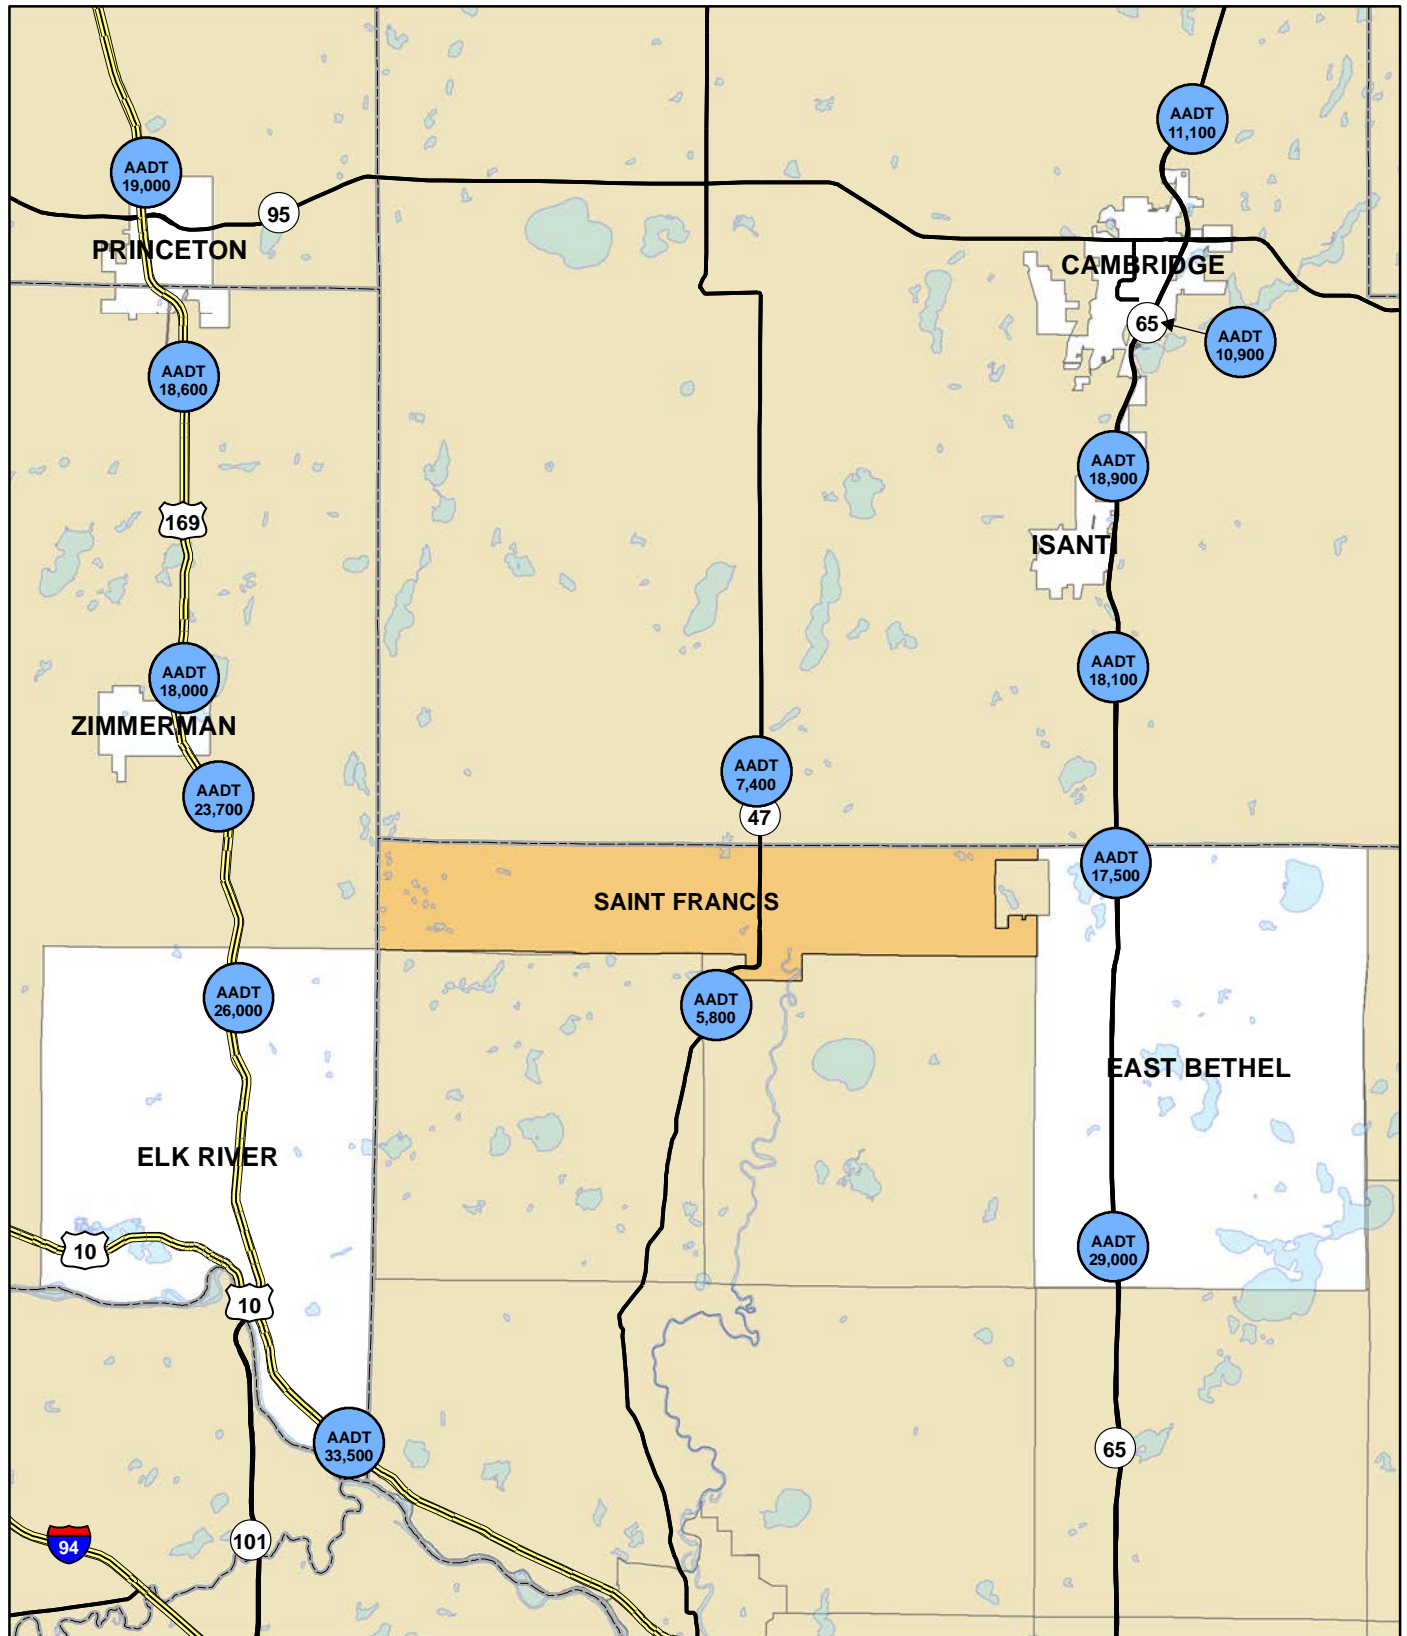 AADT
11,100
AADT
19,000
95
PRINCETON
CAMBRIDGE
65
AADT
10,900
AADT
18,600
AADT
18,900
169
ISANTI
AADT
18,100
AADT
18,000
ZIMMERMAN
AADT
23,700
AADT
7,400
47
AADT
17,500
SAINT FRANCIS
AADT
26,000
AADT
5,800
EAST BETHEL
ELK RIVER
10
AADT
29,000
10
AADT
33,500
65
101
94